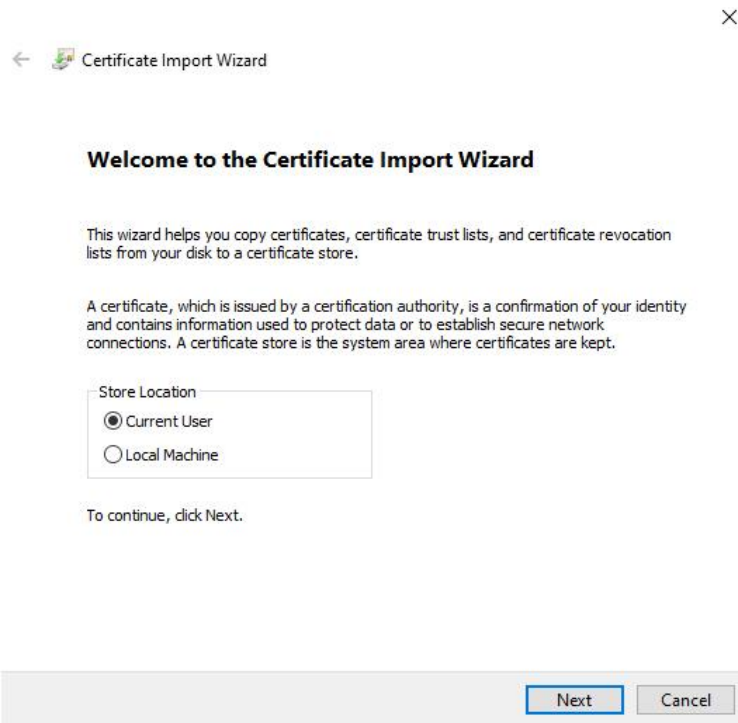 Certificate Import Wizard
Welcome to the Certificate Import Wizard
This wizard helps you copy certificates, certificate trust lists, and certificate revocation
lists from your disk to a certificate store.
A certificate, which is issued by a certification authority, is a confirmation of your identity
and contains information used to protect data or to establish secure network
connections. A certificate store is the system area where certificates are kept.
Store Location
Current User
Local Machine
To continue, click Next.
Next Cancel